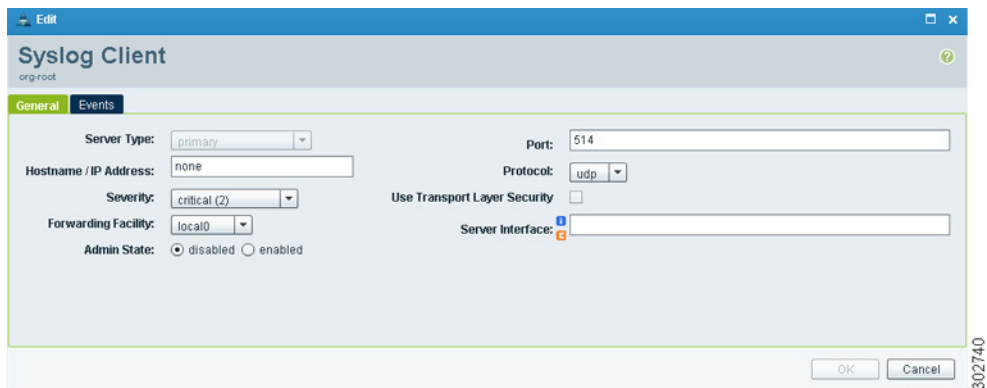 Edit
Syslog Client
org-root
General Events
Server Type: primary
Hostname / IP Address: none
Severity: critical (2)
Forwarding Facility: local0
Admin State: disabled enabled
Port: 514
Protocol: udp
Use Transport Layer Security
Server Interface:
OK Cancel
302740